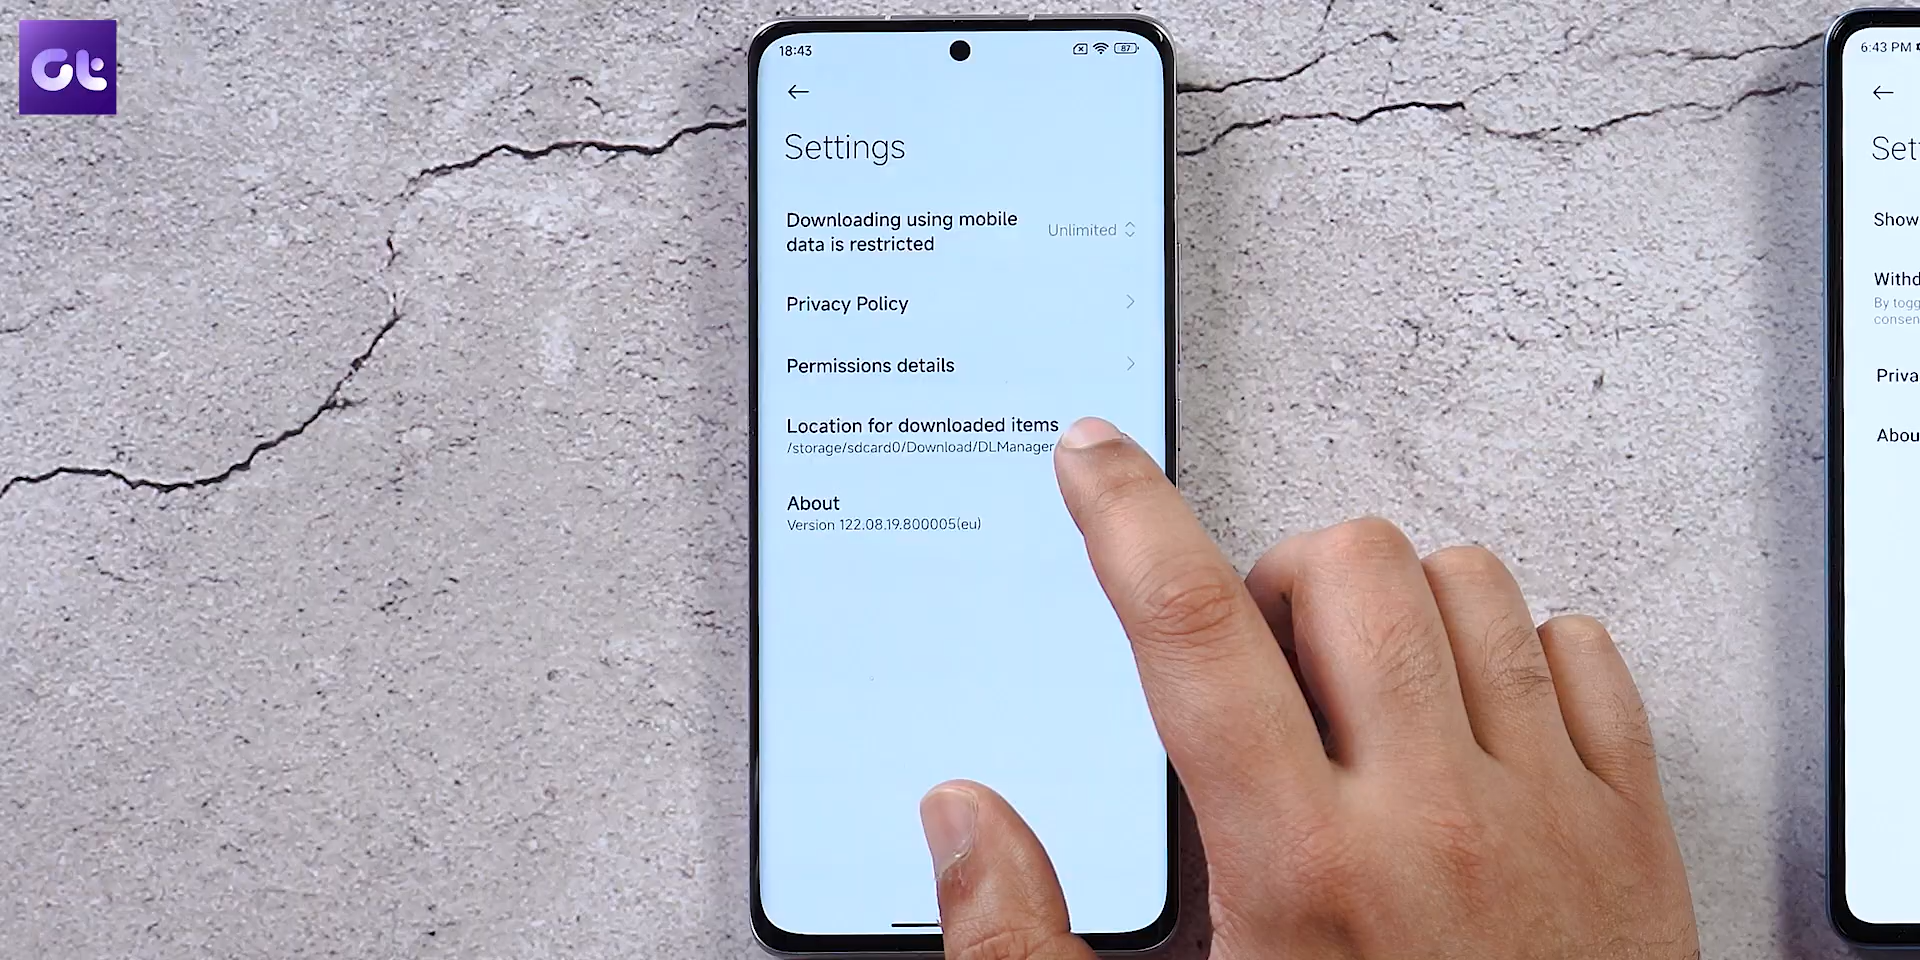 Gt
18:43
87
Settings
Downloading using mobile
data is restricted
Unlimited
Privacy Policy
Permissions details
Location for downloaded items
/storage/sdcard0/Download/DLManager
About
Version 122.08.19.800005(eu)
6:43 PM
Set
Show
Withd
By togg
consen
Priva
Abou